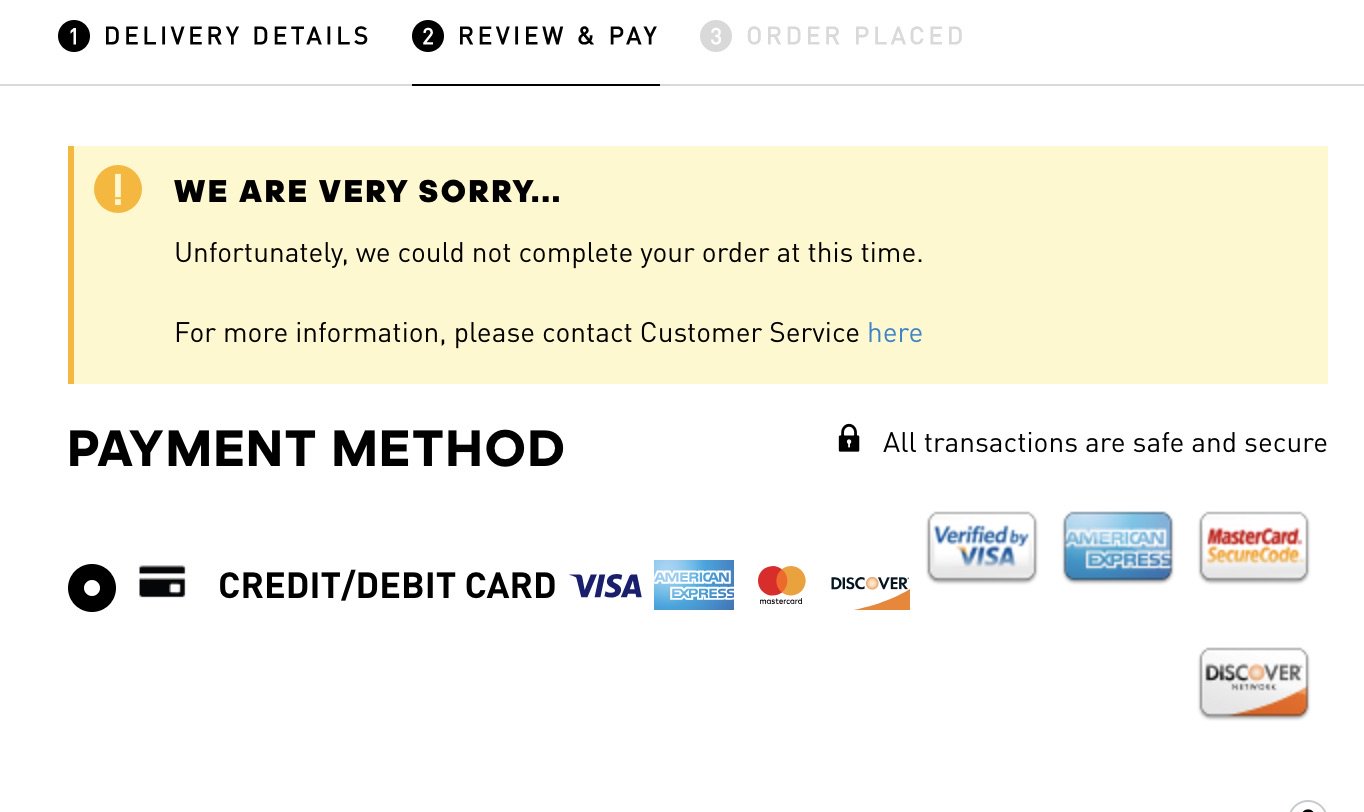 1 DELIVERY DETAILS 2 REVIEW & PAY 3 ORDER PLACED
! WE ARE VERY SORRY...
Unfortunately, we could not complete your order at this time.
For more information, please contact Customer Service here
PAYMENT METHOD
All transactions are safe and secure
CREDIT/DEBIT CARD VISA AMERICAN EXPRESS mastercard DISCOVER
Verified by VISA
AMERICAN EXPRESS
MasterCard. SecureCode.
DISCOVER NETWORK